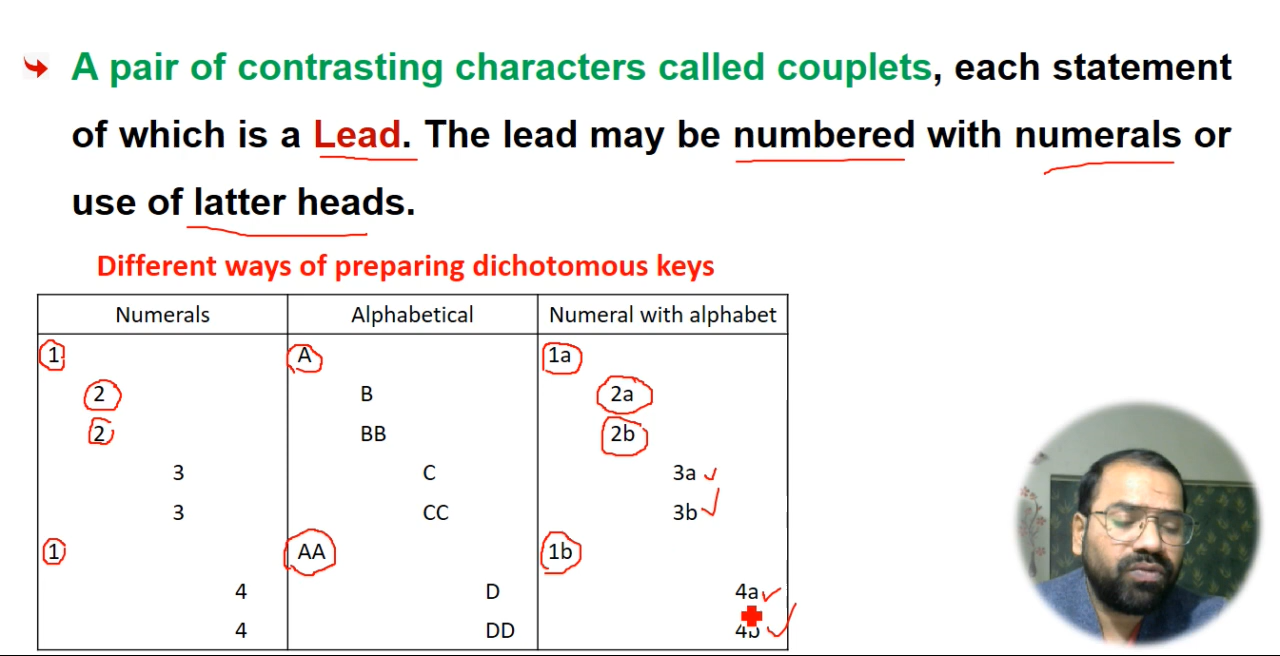 A pair of contrasting characters called couplets, each statement
of which is a Lead. The lead may be numbered with numerals or
use of latter heads.
Different ways of preparing dichotomous keys
Numerals Alphabetical Numeral with alphabet
1 A 1a
2 B 2a
2 BB 2b
3 C 3a
3 CC 3b
1 AA 1b
4 D 4a
4 DD 4b